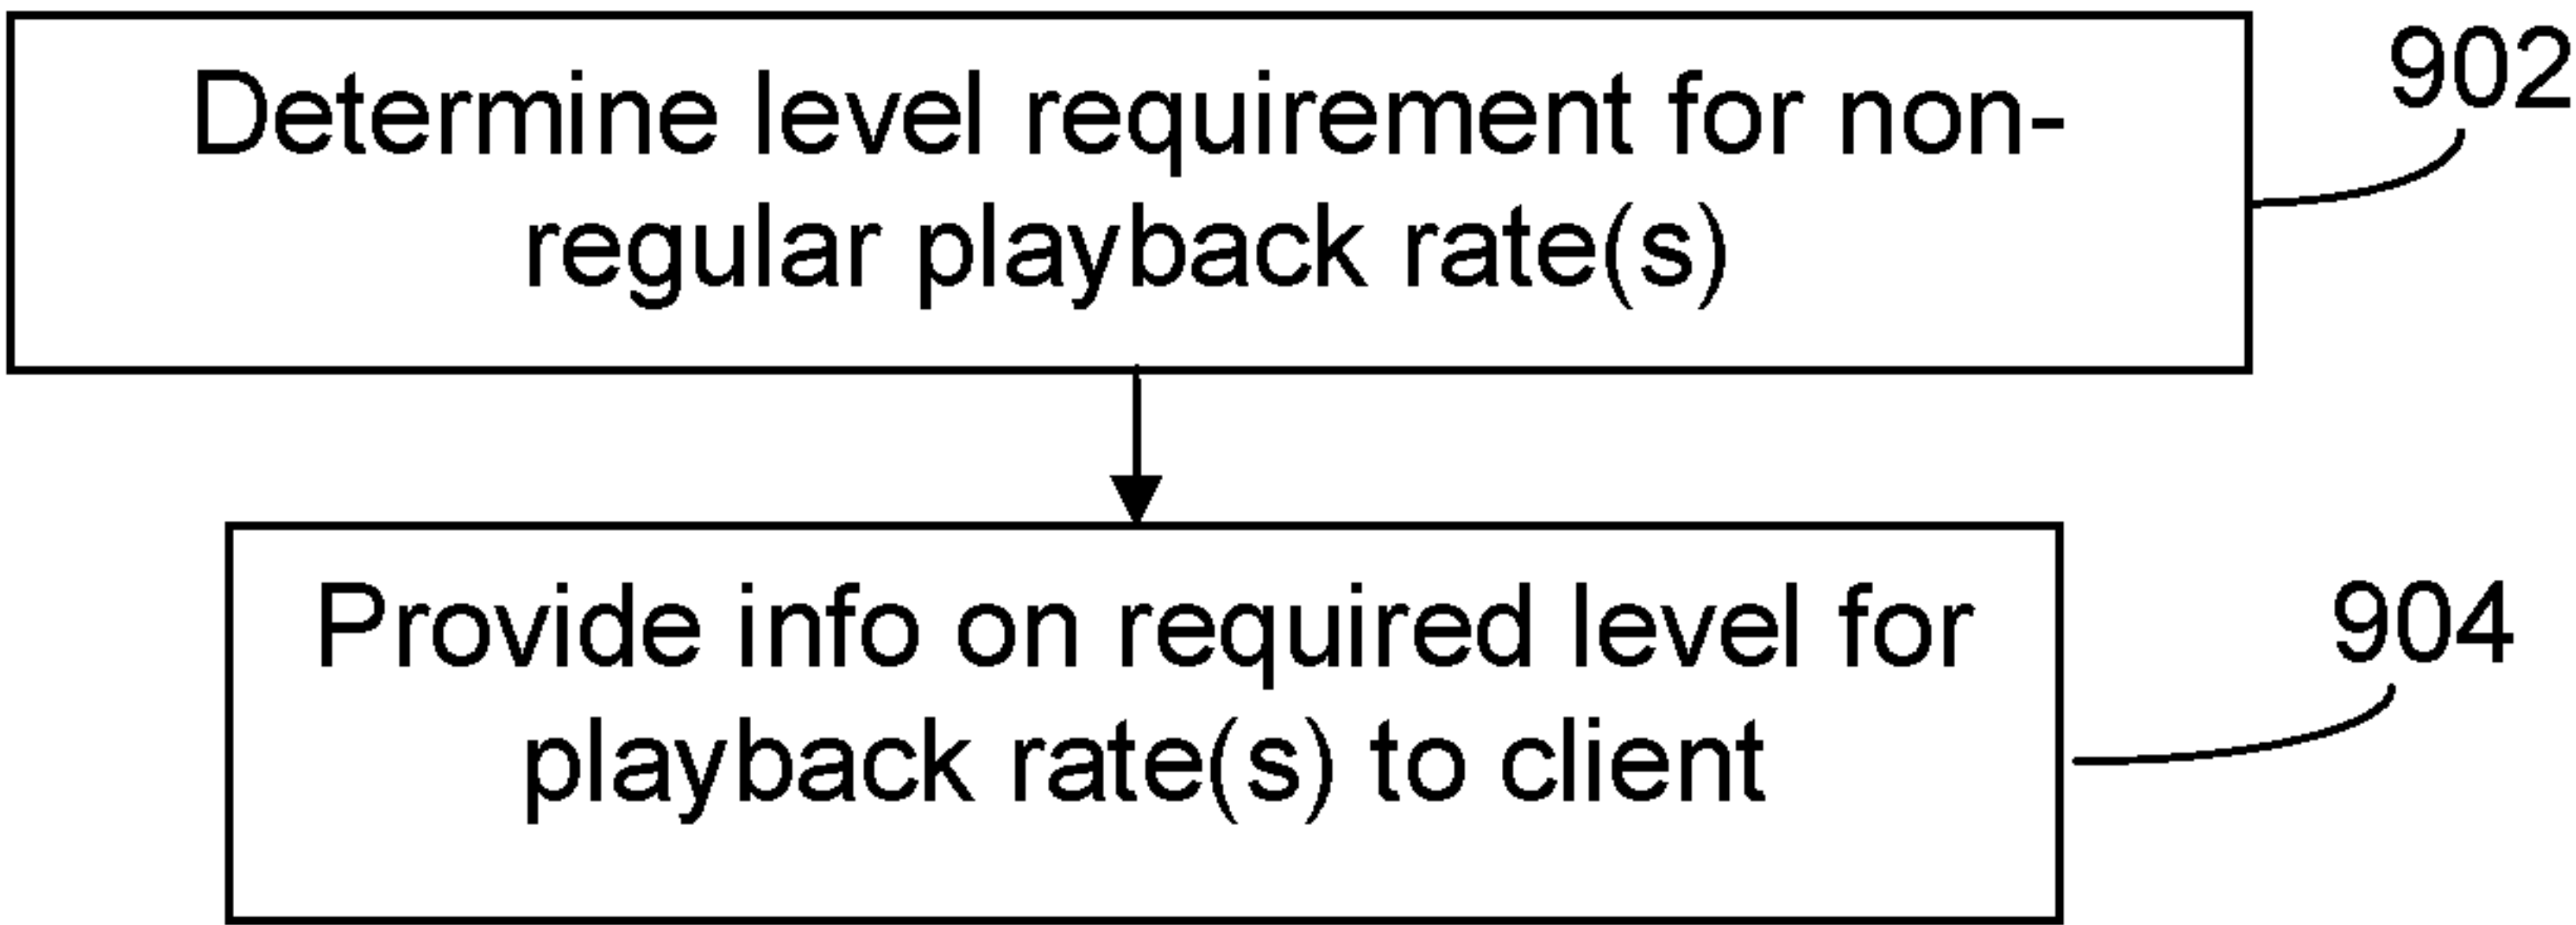 Determine level requirement for non-
regular playback rate(s)
902
Provide info on required level for
playback rate(s) to client
904